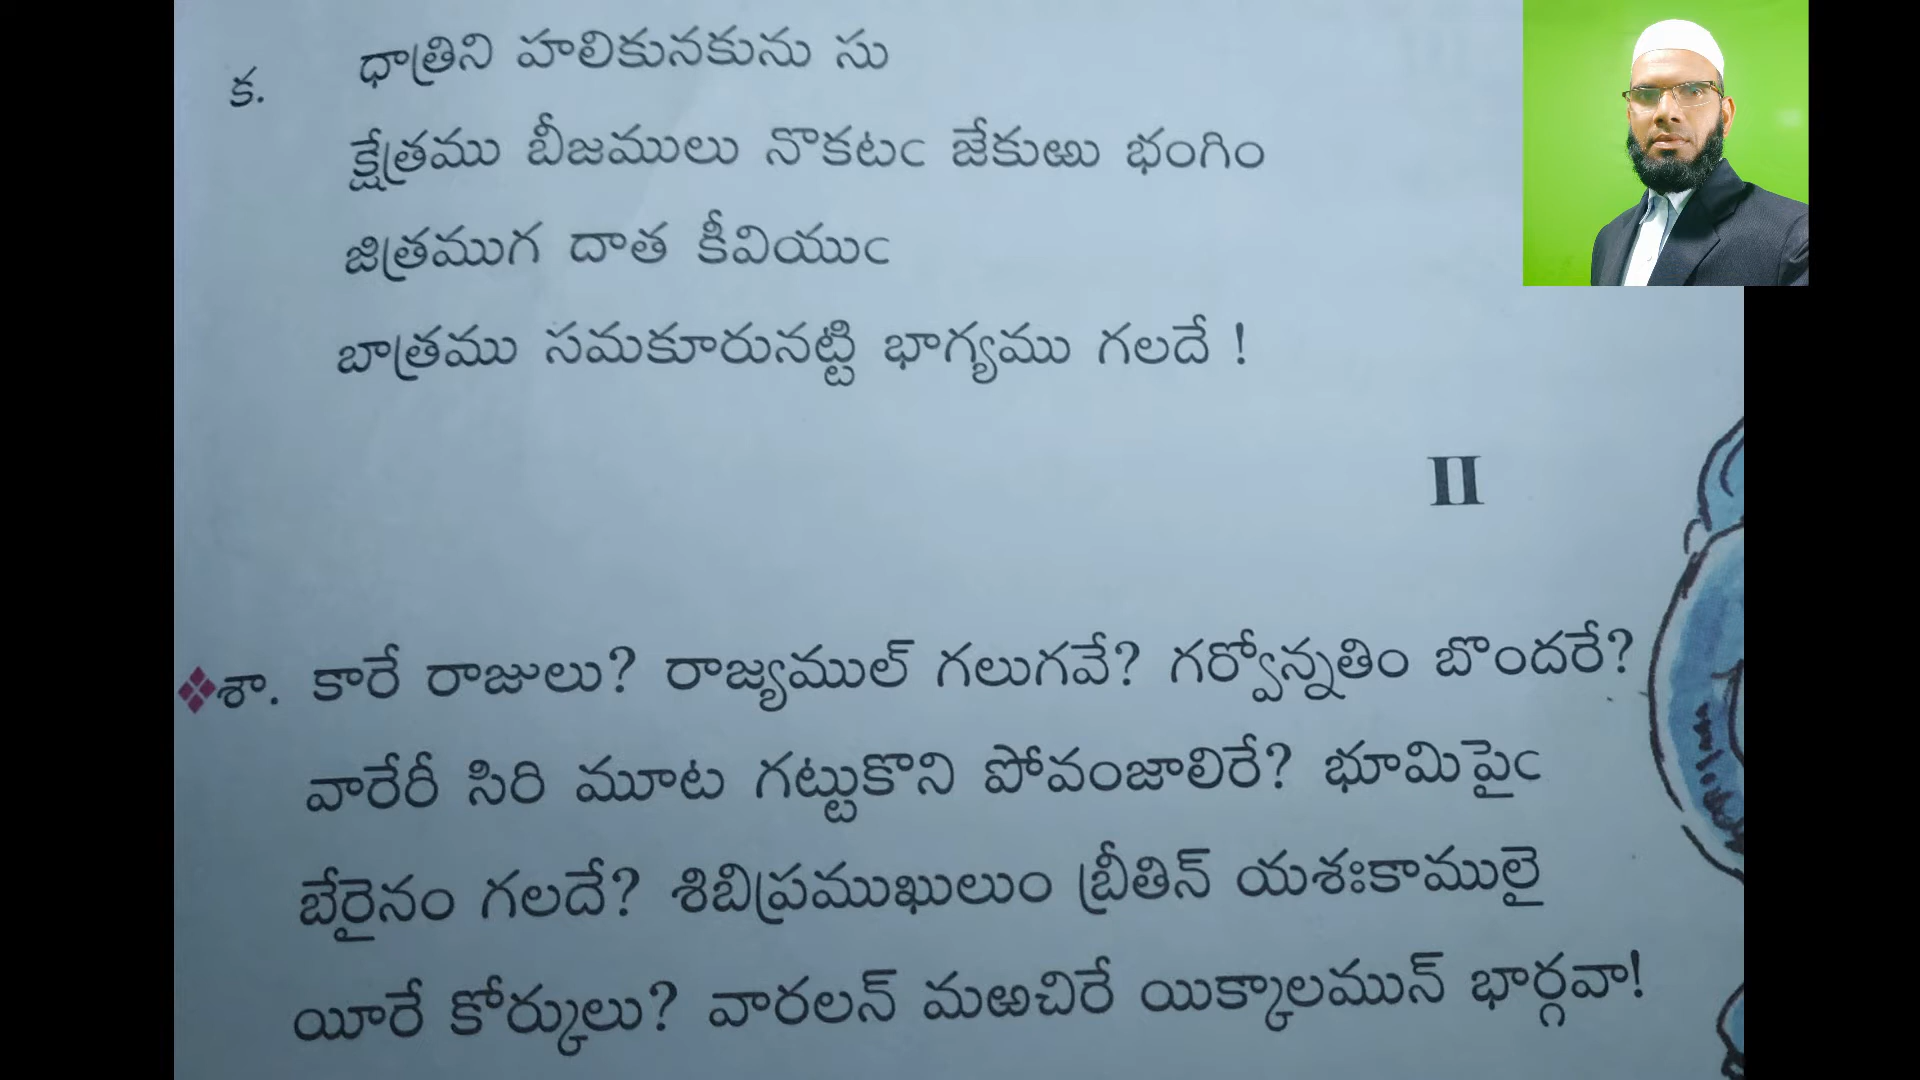 క. ధాత్రిని హలికునకును సు
క్షేత్రము బీజములు నొకటఁ జేకుఱు భంగిం
జిత్రముగ దాత కీవియుఁ
బాత్రము సమకూరునట్టి భాగ్యము గలదే !
II
❖శా. కారే రాజులు? రాజ్యముల్ గలుగవే? గర్వోన్నతిం బొందరే?
వారేరీ సిరి మూట గట్టుకొని పోవంజాలిరే? భూమిపైఁ
బేరైనం గలదే? శిబిప్రముఖులుం బ్రీతిన్ యశఃకాములై
యీరే కోర్కులు? వారలన్ మఱచిరే యిక్కాలమున్ భార్గవా!